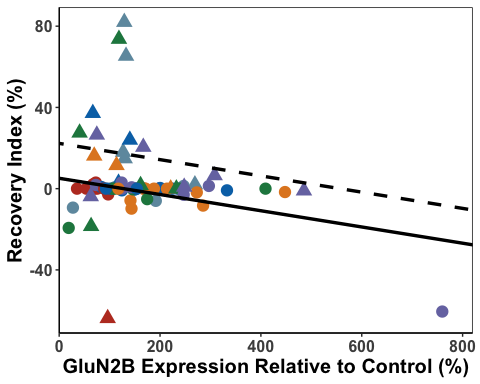 Recovery Index (%)
80
40
0
-40
0 200 400 600 800
GluN2B Expression Relative to Control (%)